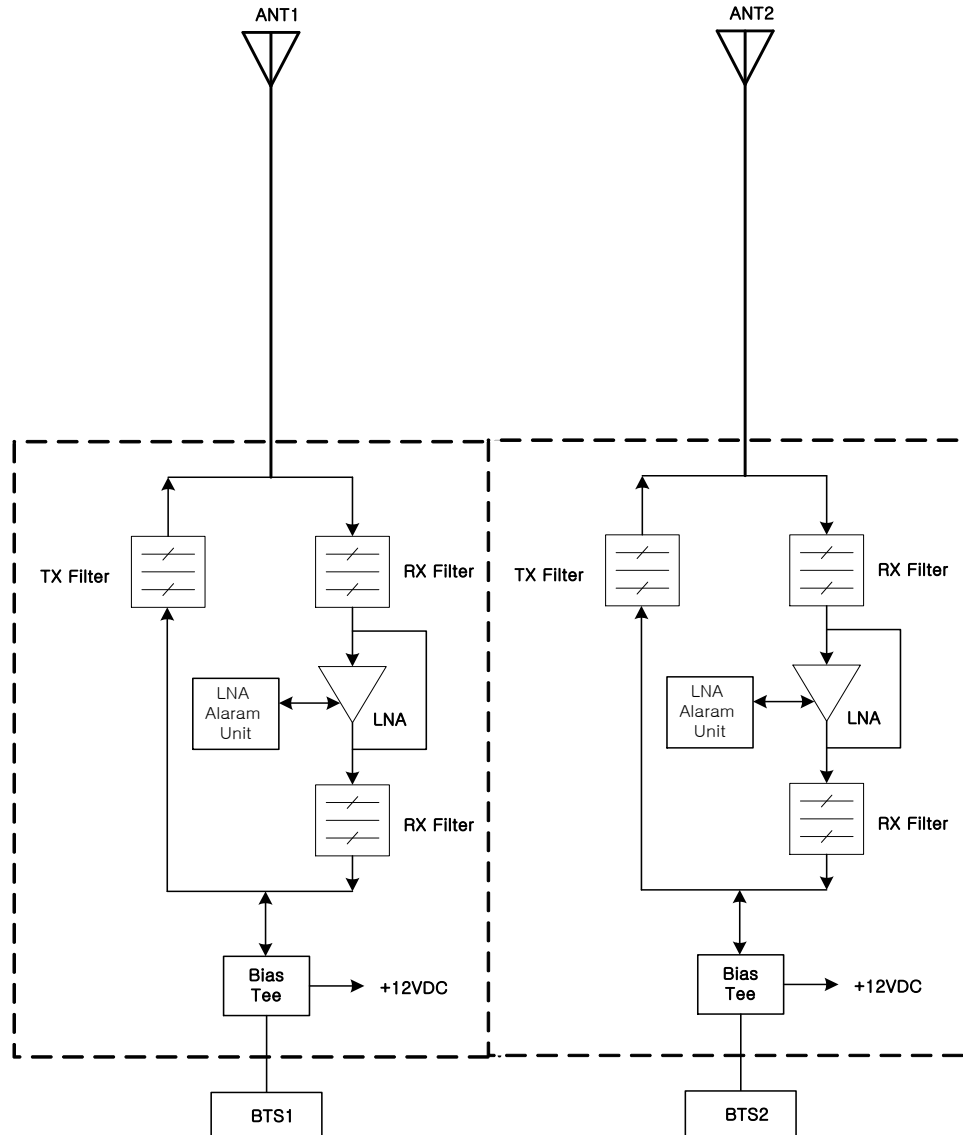 ANT1
ANT2
TX Filter
RX Filter
TX Filter
RX Filter
LNA
Alaram
Unit
LNA
LNA
Alaram
Unit
LNA
RX Filter
RX Filter
Bias
Tee
+12VDC
Bias
Tee
+12VDC
BTS1
BTS2